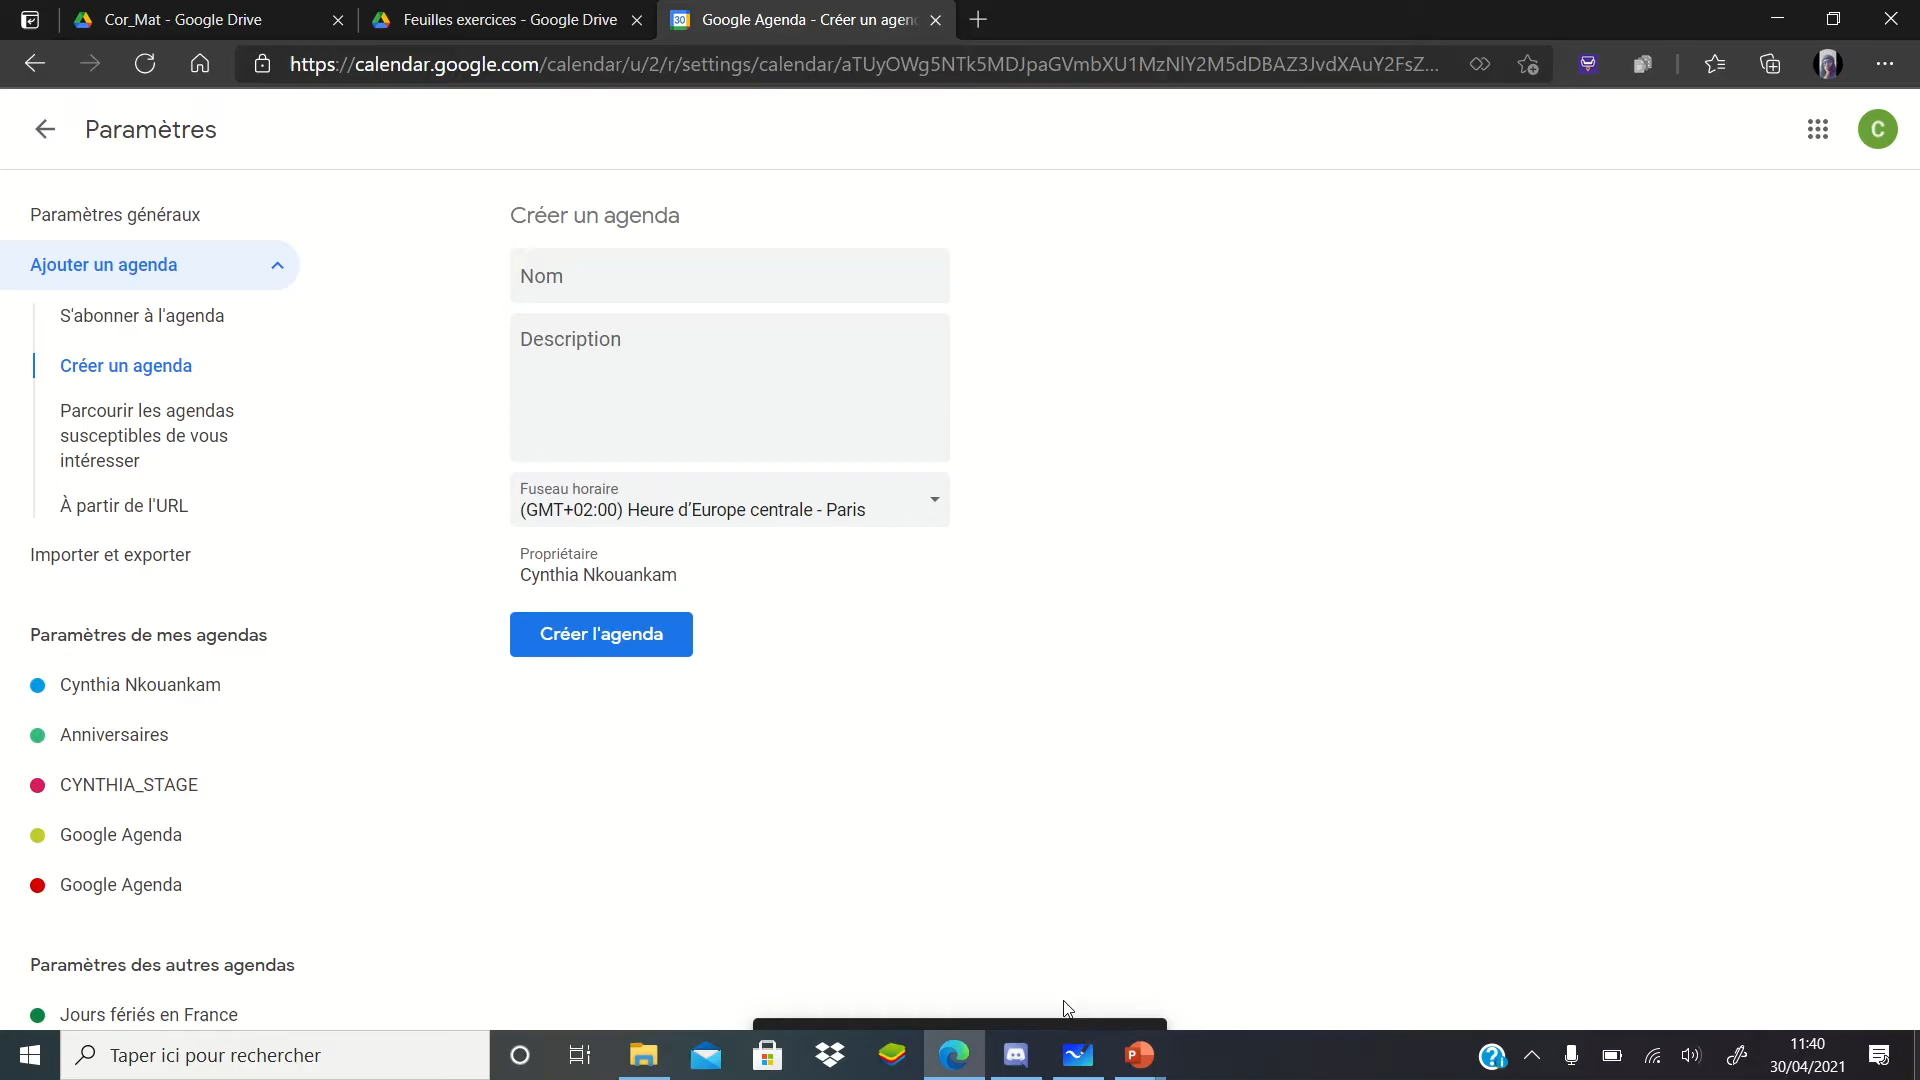 Cor_Mat - Google Drive
Feuilles exercices - Google Drive
30
Google Agenda - Créer un agen
https://calendar.google.com/calendar/u/2/r/settings/calendar/aTUyOWg5NTk5MDJpaGVmbXU1MzNlY2M5dDBAZ3JvdXAuY2FsZ...
Paramètres
C
Paramètres généraux
Ajouter un agenda
S'abonner à l'agenda
Créer un agenda
Parcourir les agendas
susceptibles de vous
intéresser
À partir de l'URL
Importer et exporter
Paramètres de mes agendas
Cynthia Nkouankam
Anniversaires
CYNTHIA_STAGE
Google Agenda
Google Agenda
Paramètres des autres agendas
Jours fériés en France
Créer un agenda
Nom
Description
Fuseau horaire
(GMT+02:00) Heure d’Europe centrale - Paris
Propriétaire
Cynthia Nkouankam
Créer l'agenda
Taper ici pour rechercher
P
?
11:40
30/04/2021